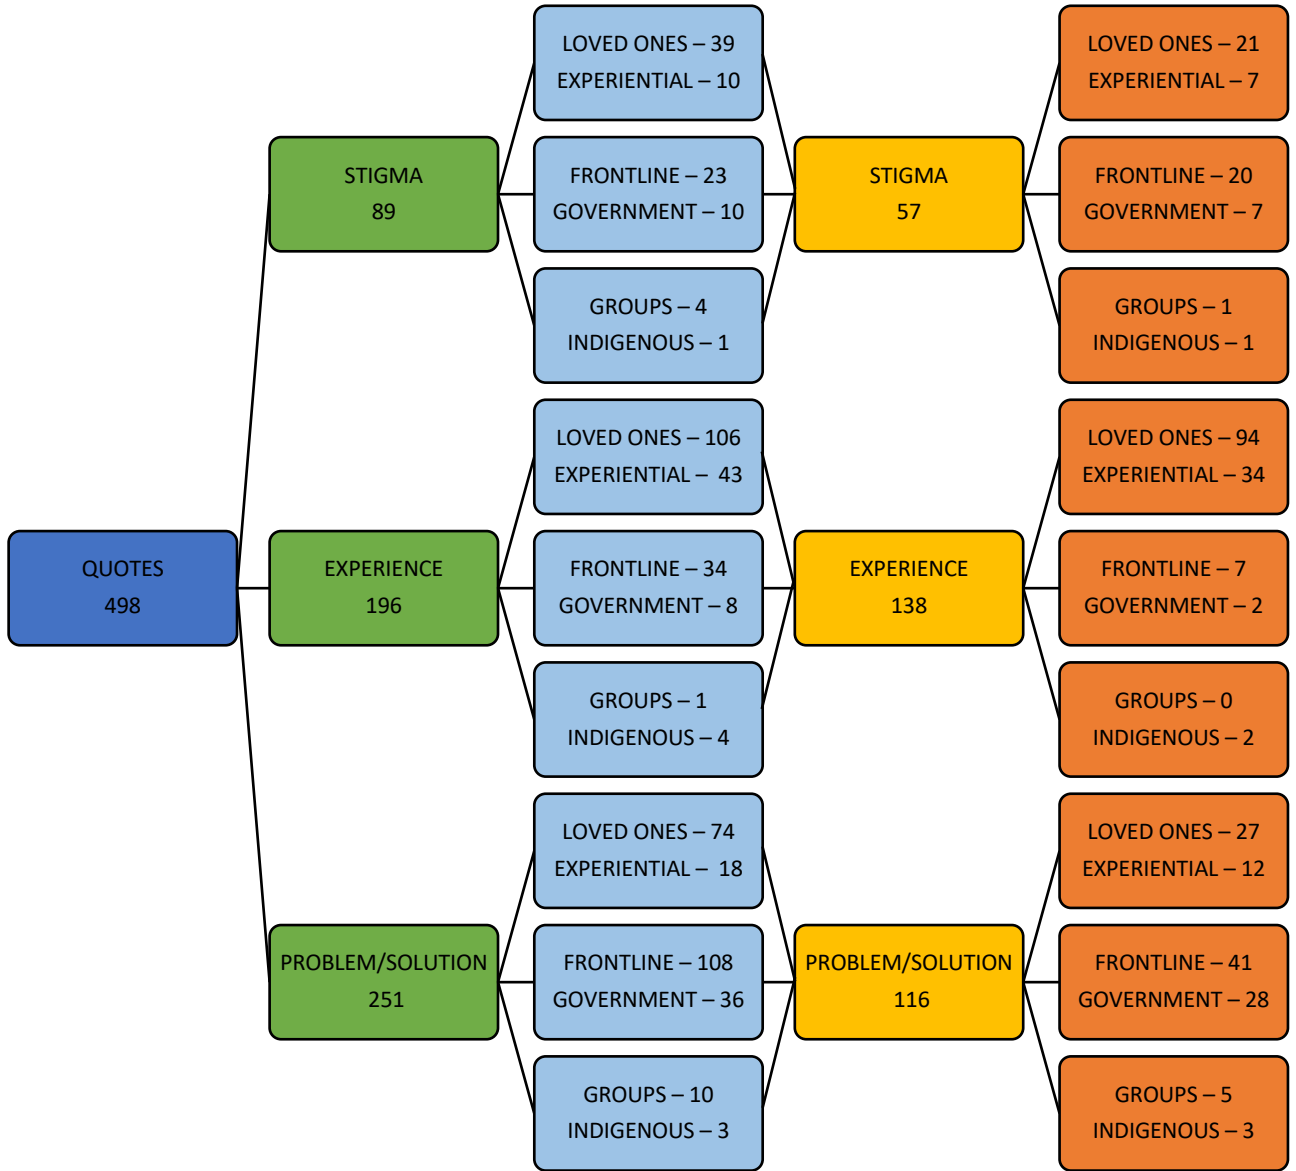 QUOTES
498
STIGMA
89
EXPERIENCE
196
PROBLEM/SOLUTION
251
LOVED ONES – 39
EXPERIENTIAL – 10
FRONTLINE – 23
GOVERNMENT – 10
GROUPS – 4
INDIGENOUS – 1
LOVED ONES – 106
EXPERIENTIAL –  43
FRONTLINE – 34
GOVERNMENT – 8
GROUPS – 1
INDIGENOUS – 4
LOVED ONES – 74
EXPERIENTIAL –  18
FRONTLINE – 108
GOVERNMENT – 36
GROUPS – 10
INDIGENOUS – 3
STIGMA
57
EXPERIENCE
138
PROBLEM/SOLUTION
116
LOVED ONES – 21
EXPERIENTIAL – 7
FRONTLINE – 20
GOVERNMENT – 7
GROUPS – 1
INDIGENOUS – 1
LOVED ONES – 94
EXPERIENTIAL – 34
FRONTLINE – 7
GOVERNMENT – 2
GROUPS – 0
INDIGENOUS – 2
LOVED ONES – 27
EXPERIENTIAL – 12
FRONTLINE – 41
GOVERNMENT – 28
GROUPS – 5
INDIGENOUS – 3